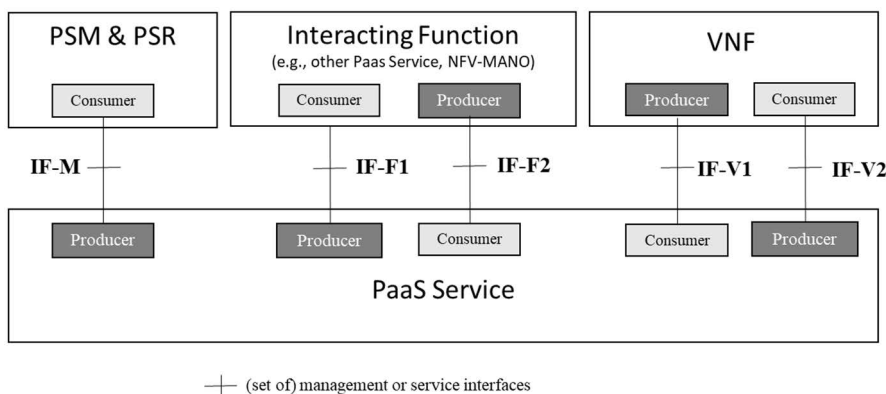 PSM & PSR
Interacting Function
(e.g., other Paas Service, NFV-MANO)
VNF
Consumer
Consumer
Producer
Producer
Consumer
IF-M
IF-F1
IF-F2
IF-V1
IF-V2
Producer
Producer
Consumer
Consumer
Producer
PaaS Service
(set of) management or service interfaces